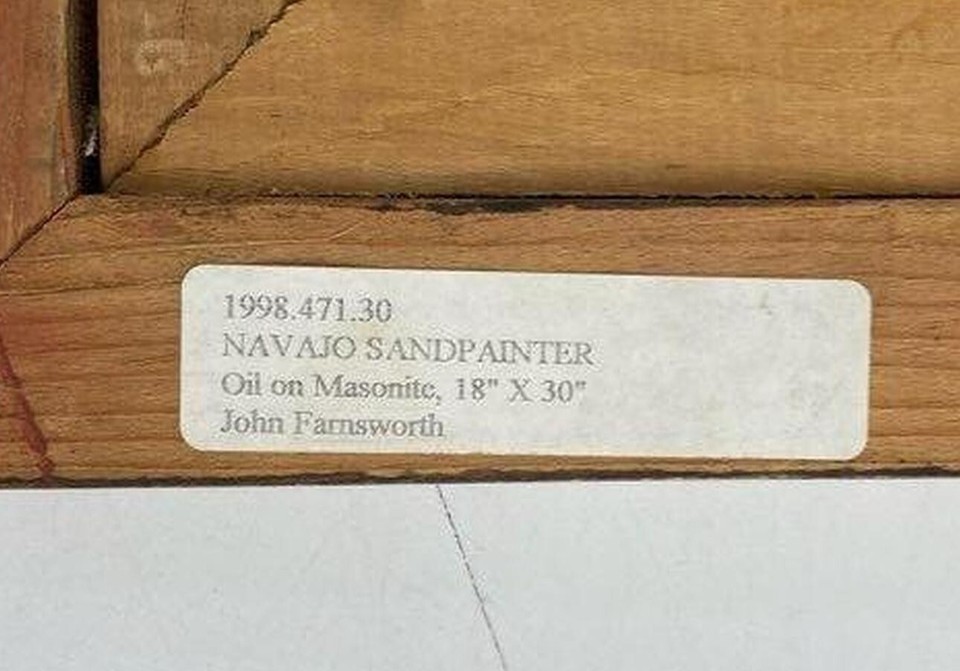 1998.471.30
NAVAJO SANDPAINTER
Oil on Masonite, 18" X 30"
John Farnsworth